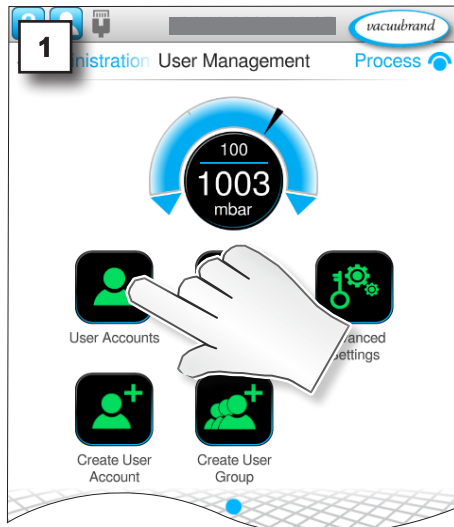 1
vacuubrand
inistration User Management Process
100
1003
mbar
User Accounts
anced
ettings
Create User
Account
Create User
Group